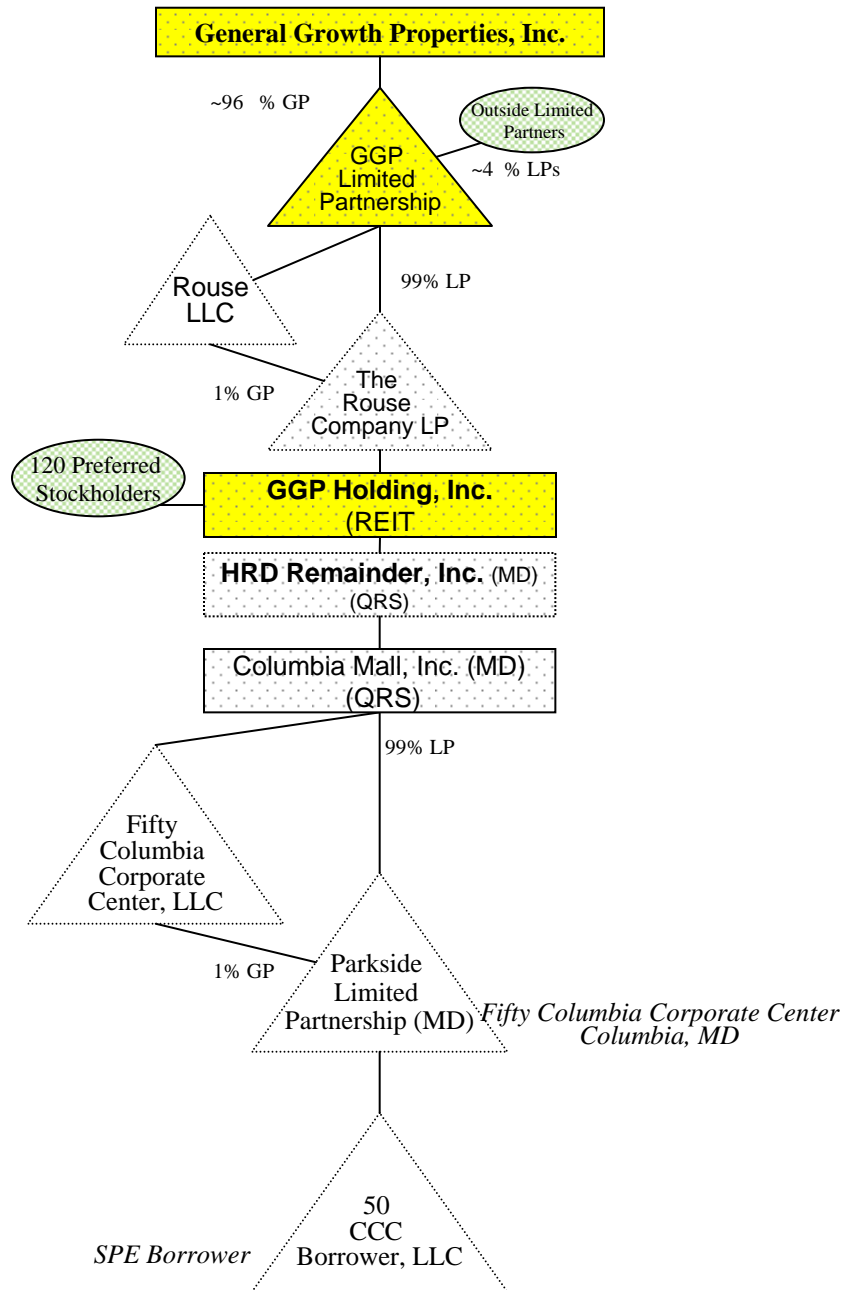 General Growth Properties, Inc.
~96 % GP
Outside Limited
Partners
~4 % LPs
GGP
Limited
Partnership
Rouse
LLC
99% LP
1% GP
The
Rouse
Company LP
120 Preferred
Stockholders
GGP Holding, Inc.
(REIT
HRD Remainder, Inc. (MD)
(QRS)
Columbia Mall, Inc. (MD)
(QRS)
99% LP
Fifty
Columbia
Corporate
Center, LLC
1% GP
Parkside
Limited
Partnership (MD)
Fifty Columbia Corporate Center
Columbia, MD
50
CCC
Borrower, LLC
SPE Borrower